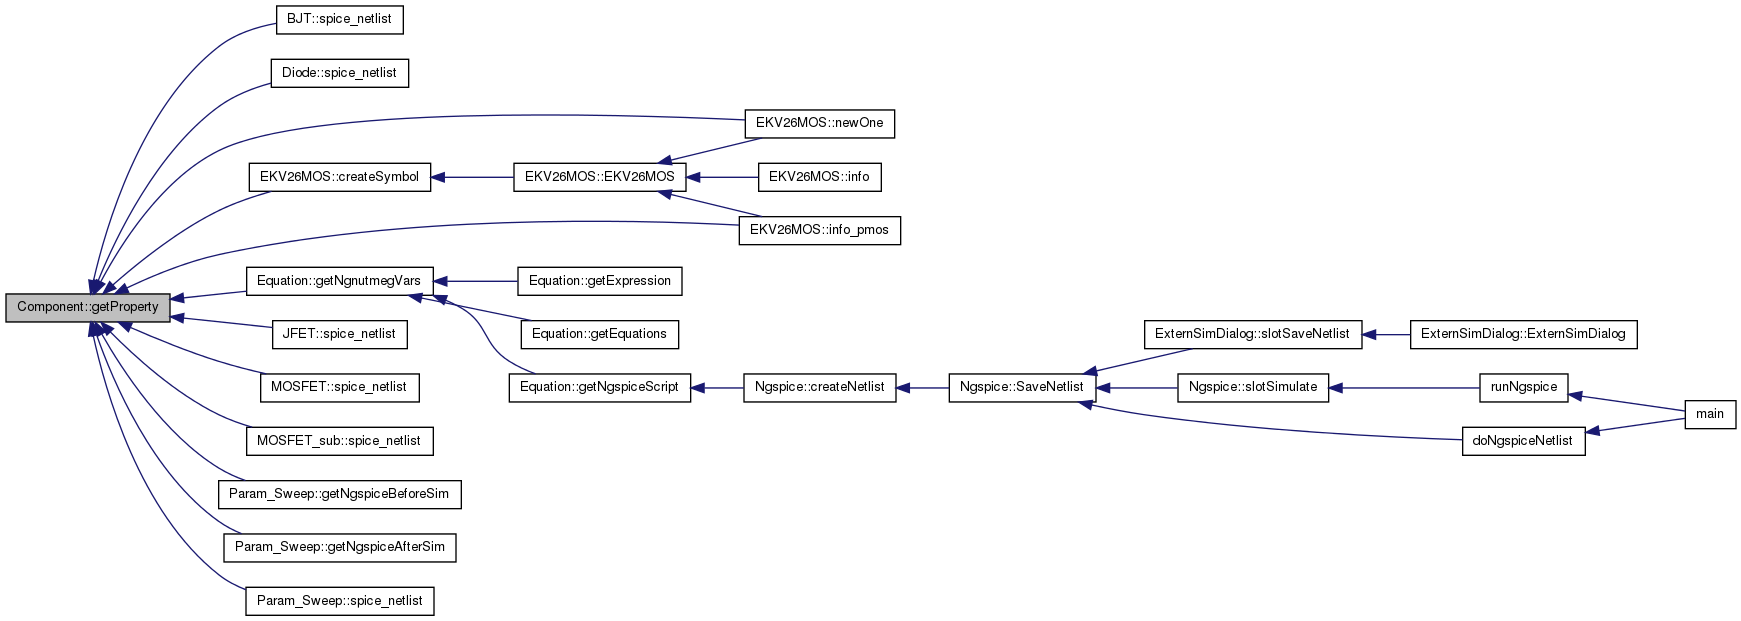 BJT::spice_netlist
Diode::spice_netlist
EKV26MOS::newOne
EKV26MOS::createSymbol
EKV26MOS::EKV26MOS
EKV26MOS::info
EKV26MOS::info_pmos
Equation::getNgnutmegVars
Equation::getExpression
Component::getProperty
JFET::spice_netlist
Equation::getEquations
ExternSimDialog::slotSaveNetlist
ExternSimDialog::ExternSimDialog
MOSFET::spice_netlist
Equation::getNgspiceScript
Ngspice::createNetlist
Ngspice::SaveNetlist
Ngspice::slotSimulate
runNgspice
main
MOSFET_sub::spice_netlist
doNgspiceNetlist
Param_Sweep::getNgspiceBeforeSim
Param_Sweep::getNgspiceAfterSim
Param_Sweep::spice_netlist